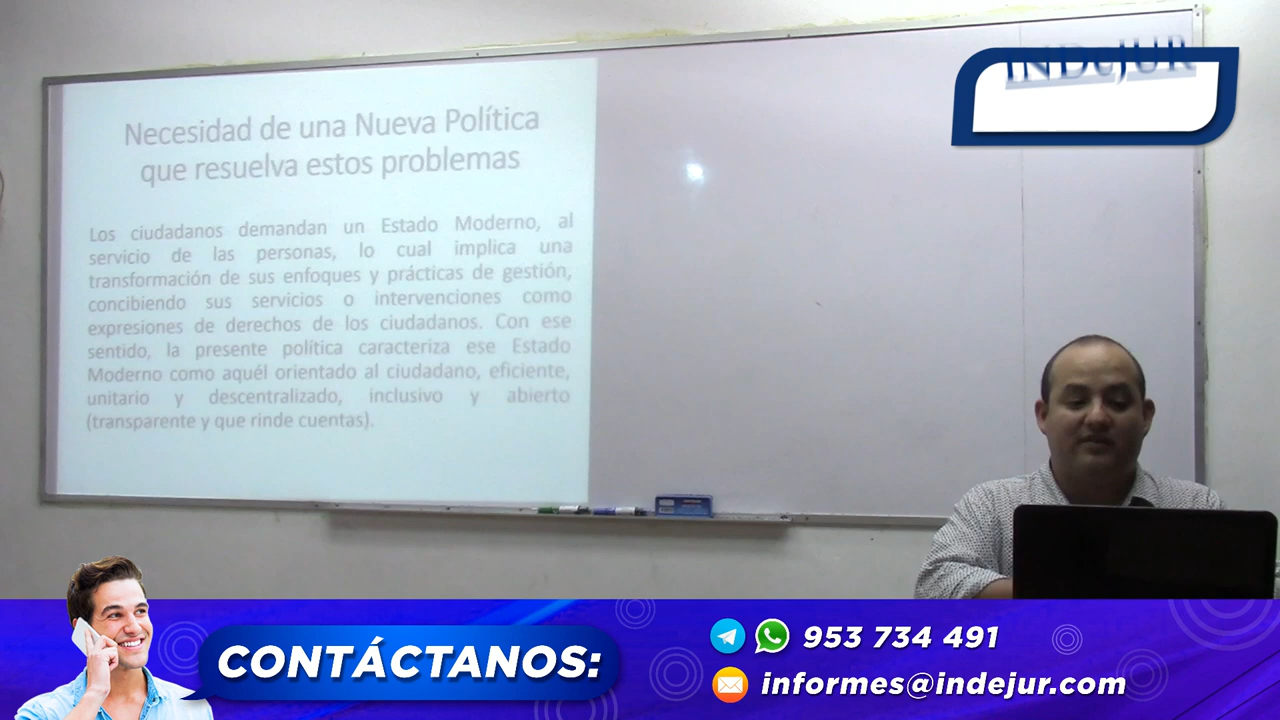 INDeJUR
Necesidad de una Nueva Política
que resuelva estos problemas
Los ciudadanos demandan un Estado Moderno, al
servicio de las personas, lo cual implica una
transformación de sus enfoques y prácticas de gestión,
concibiendo sus servicios o intervenciones como
expresiones de derechos de los ciudadanos. Con ese
sentido, la presente política caracteriza ese Estado
Moderno como aquél orientado al ciudadano, eficiente,
unitario y descentralizado, inclusivo y abierto
(transparente y que rinde cuentas).
CONTÁCTANOS:
953 734 491
informes@indejur.com